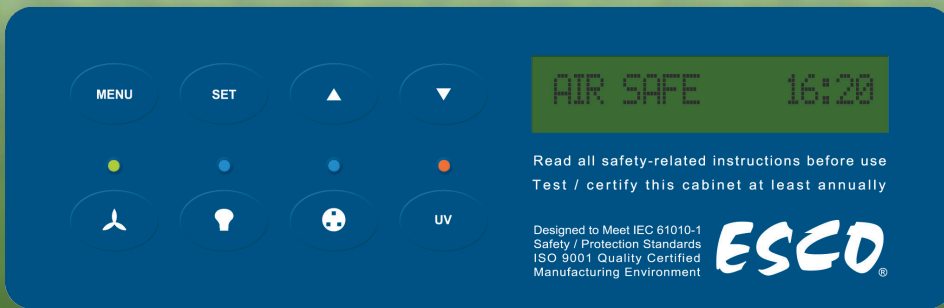 MENU SET ▲ ▼
UV
AIR SAFE 16:20
Read all safety-related instructions before use
Test / certify this cabinet at least annually
Designed to Meet IEC 61010-1
Safety / Protection Standards
ISO 9001 Quality Certified
Manufacturing Environment
ESCO®